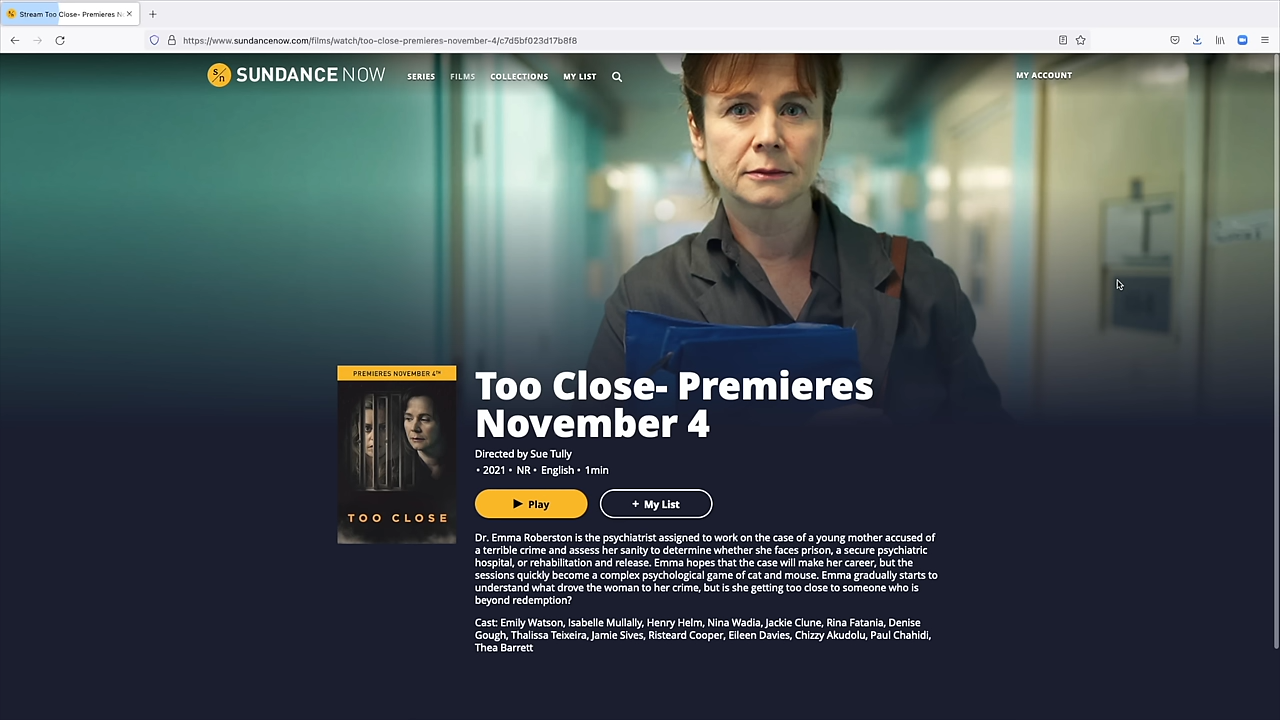 Stream Too Close- Premieres N
https://www.sundancenow.com/films/watch/too-close-premieres-november-4/c7d5bf023d17b8f8
s/n SUNDANCE NOW SERIES FILMS COLLECTIONS MY LIST MY ACCOUNT
PREMIERES NOVEMBER 4TH
TOO CLOSE
Too Close- Premieres
November 4
Directed by Sue Tully
• 2021 • NR • English • 1min
Play + My List
Dr. Emma Roberston is the psychiatrist assigned to work on the case of a young mother accused of
a terrible crime and assess her sanity to determine whether she faces prison, a secure psychiatric
hospital, or rehabilitation and release. Emma hopes that the case will make her career, but the
sessions quickly become a complex psychological game of cat and mouse. Emma gradually starts to
understand what drove the woman to her crime, but is she getting too close to someone who is
beyond redemption?
Cast: Emily Watson, Isabelle Mullally, Henry Helm, Nina Wadia, Jackie Clune, Rina Fatania, Denise
Gough, Thalissa Teixeira, Jamie Sives, Risteard Cooper, Eileen Davies, Chizzy Akudolu, Paul Chahidi,
Thea Barrett